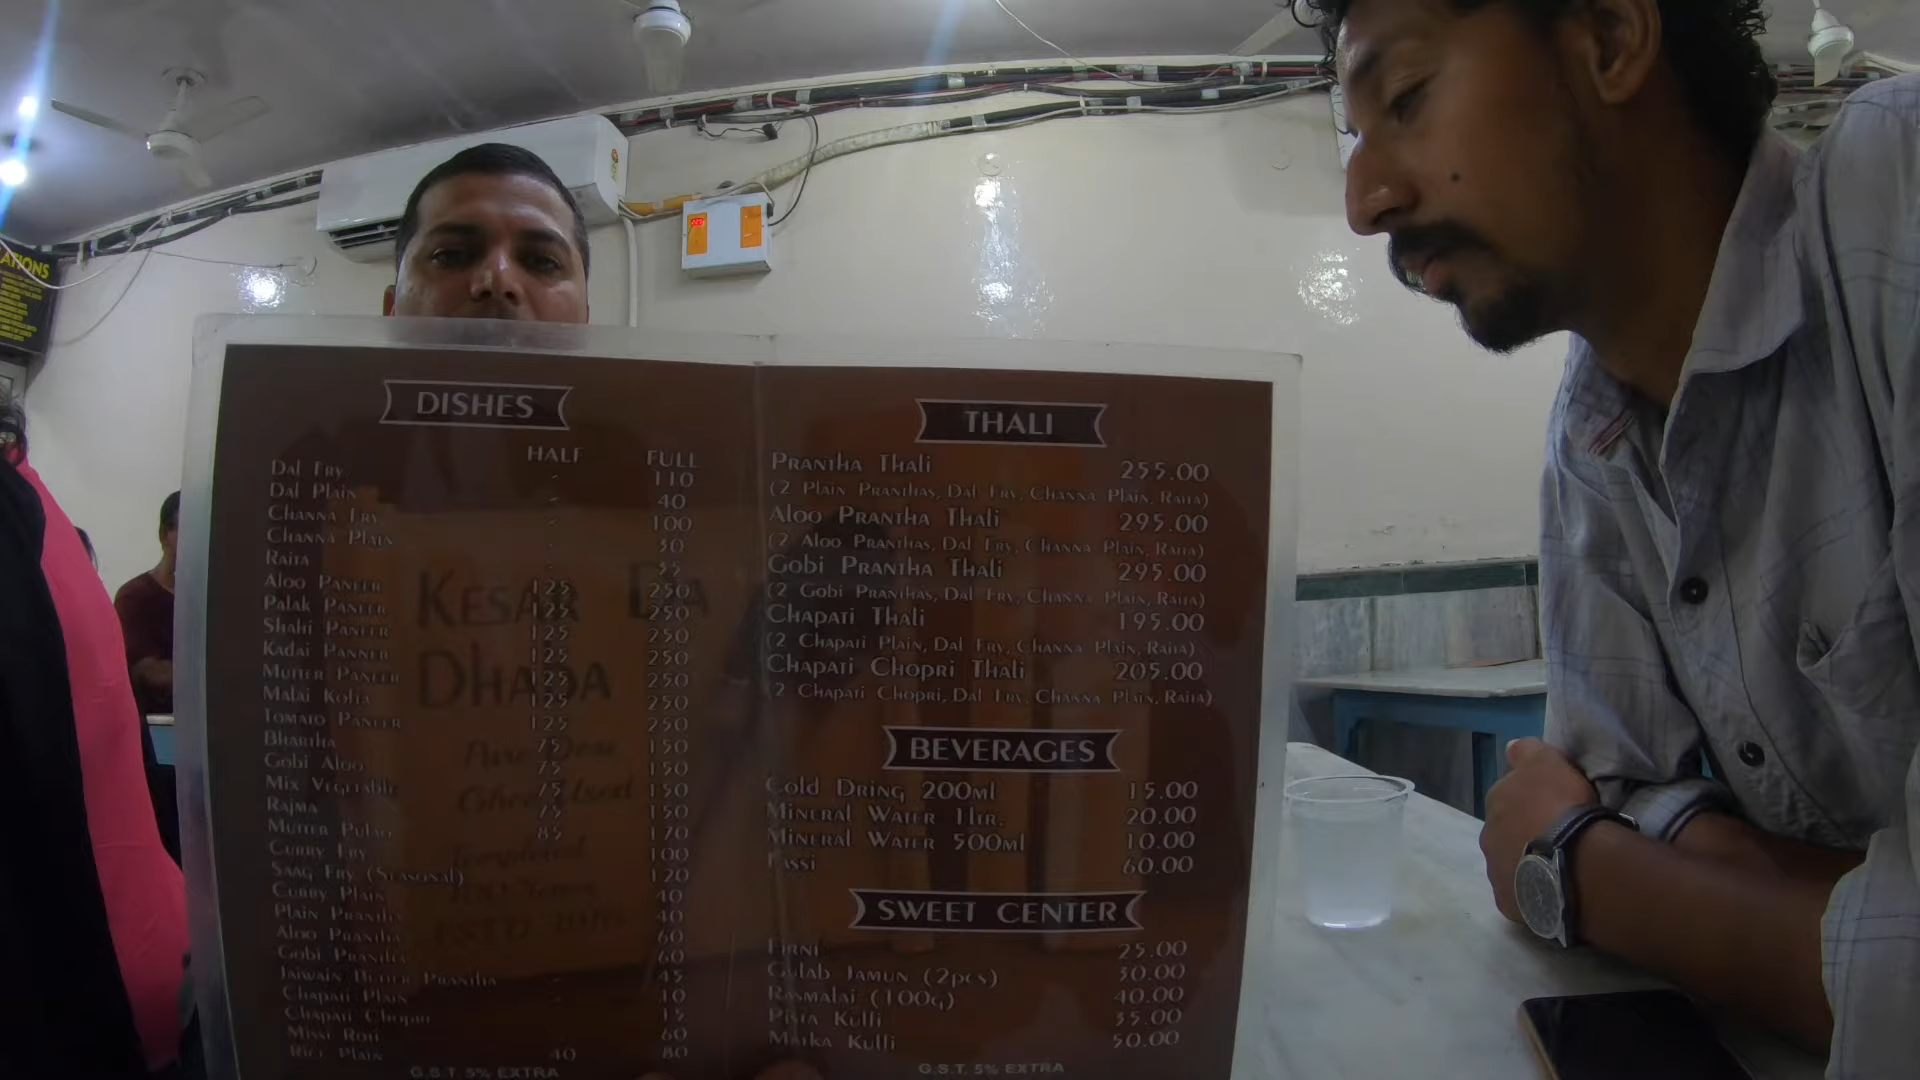 ATIONS
DISHES
HALF FULL
Dal Fry - 110
Dal Plain - 40
Channa Fry - 100
Channa Plain - 30
Raita - 35
Aloo Paneer 125 250
Palak Paneer 125 250
Shahi Paneer 125 250
Kadai Panner 125 250
Mutter Paneer 125 250
Malai Kofta 125 250
Tomato Paneer 125 250
Bhartha 75 150
Gobi Aloo 75 150
Mix Vegetable 75 150
Rajma 75 150
Mutter Pulao 85 170
Curry Fry 100
Saag Fry (Seasonal) 120
Curry Plain 40
Plain Prantha 40
Aloo Prantha 60
Gobi Prantha 60
Prantha - 45
Chapati Plain - 10
Chapati Chopri 15
Missi Roti 60
Rice Plain 40 80
G.S.T. 5% EXTRA
Kesar Da
Dhaba
THALI
Prantha Thali 255.00
(2 Plain Pranthas, Dal Fry, Channa Plain, Raita)
Aloo Prantha Thali 295.00
(2 Aloo Pranthas, Dal Fry, Channa Plain, Raita)
Gobi Prantha Thali 295.00
(2 Gobi Pranthas, Dal Fry, Channa Plain, Raita)
Chapati Thali 195.00
(2 Chapati Plain, Dal Fry, Channa Plain, Raita)
Chapati Chopri Thali 205.00
(2 Chapati Chopri, Dal Fry, Channa Plain, Raita)
BEVERAGES
Cold Dring 200ml 15.00
Mineral Water 1ltr. 20.00
Mineral Water 500ml 10.00
Lassi 60.00
SWEET CENTER
Firni 25.00
Gulab Jamun (2pcs) 30.00
Rasmalai (100g) 40.00
Pista Kulfi 35.00
Matka Kulfi 50.00
G.S.T. 5% EXTRA